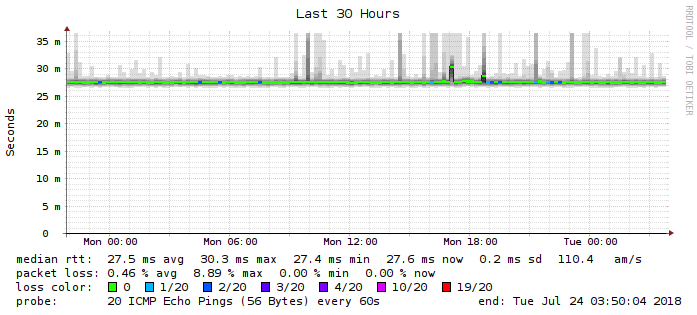 Last 30 Hours
RRDTOOL / TOBI OETIKER
Seconds
35 m
30 m
25 m
20 m
15 m
10 m
5 m
0
Mon 00:00 Mon 06:00 Mon 12:00 Mon 18:00 Tue 00:00
median rtt: 27.5 ms avg 30.3 ms max 27.4 ms min 27.6 ms now 0.2 ms sd 110.4 am/s
packet loss: 0.46 % avg 8.89 % max 0.00 % min 0.00 % now
loss color: 0 1/20 2/20 3/20 4/20 10/20 19/20
probe: 20 ICMP Echo Pings (56 Bytes) every 60s end: Tue Jul 24 03:50:04 2018